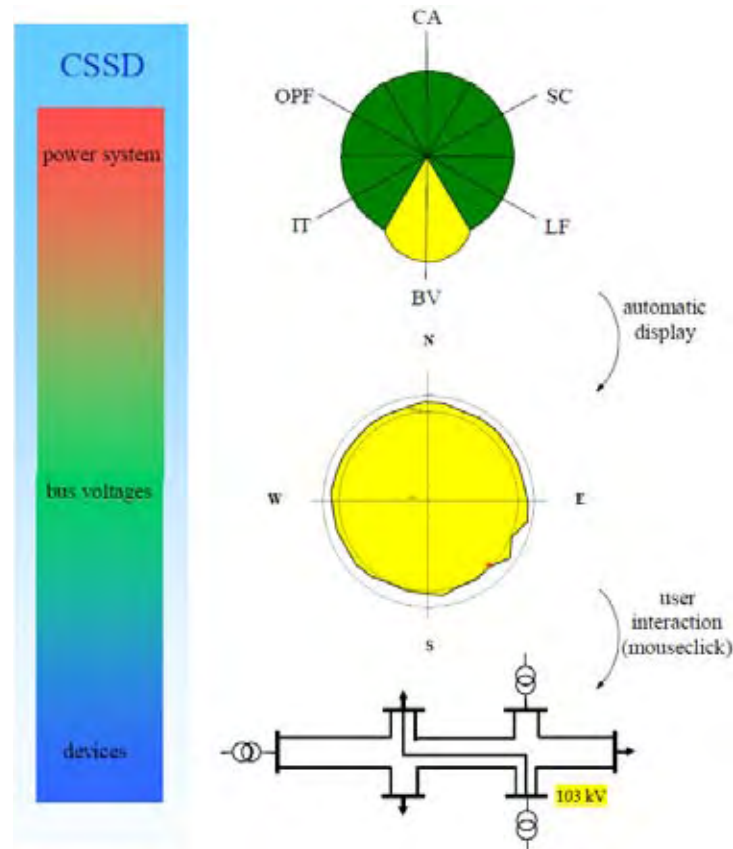 CSSD
power system
bus voltages
devices
CA
OPF
SC
IT
LF
BV
automatic
display
N
W
E
S
user
interaction
(mouseclick)
103 kV